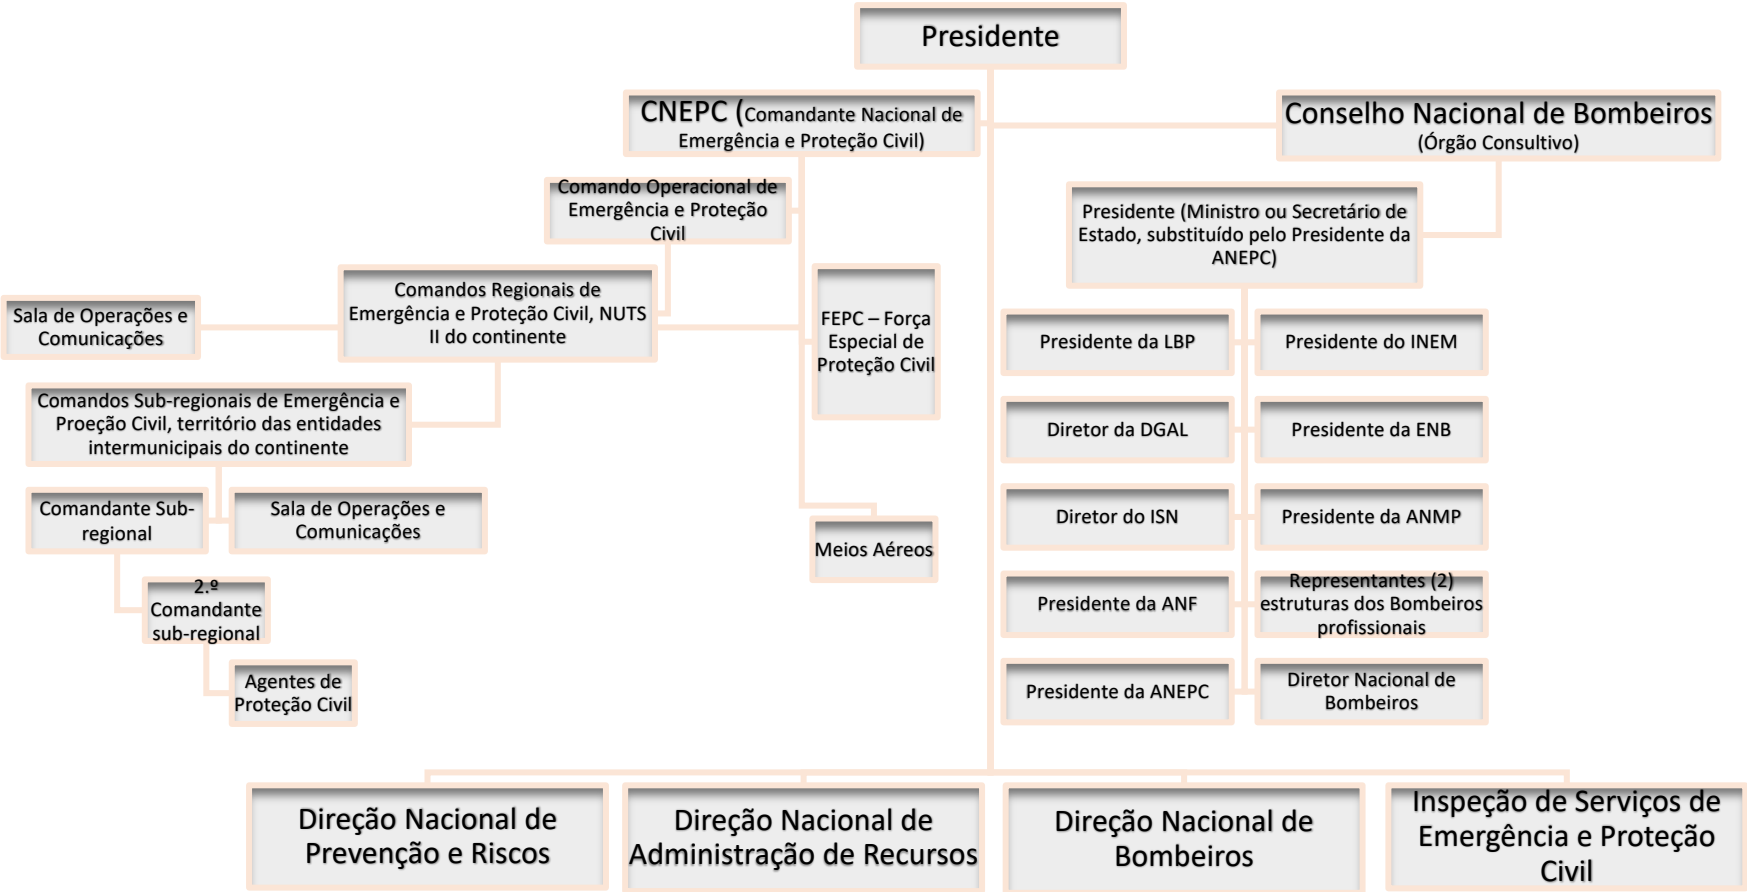 Presidente
CNEPC (Comandante Nacional de
Emergência e Proteção Civil)
Conselho Nacional de Bombeiros
(Órgão Consultivo)
Comando Operacional de
Emergência e Proteção
Civil
Presidente (Ministro ou Secretário de
Estado, substituído pelo Presidente da
ANEPC)
Comandos Regionais de
Emergência e Proteção Civil, NUTS
II do continente
Sala de Operações e
Comunicações
FEPC – Força
Especial de
Proteção Civil
Presidente da LBP
Presidente do INEM
Comandos Sub-regionais de Emergência e
Proeção Civil, território das entidades
intermunicipais do continente
Diretor da DGAL
Presidente da ENB
Comandante Sub-
regional
Sala de Operações e
Comunicações
Meios Aéreos
Diretor do ISN
Presidente da ANMP
2.º
Comandante
sub-regional
Presidente da ANF
Representantes (2)
estruturas dos Bombeiros
profissionais
Agentes de
Proteção Civil
Presidente da ANEPC
Diretor Nacional de
Bombeiros
Direção Nacional de
Prevenção e Riscos
Direção Nacional de
Administração de Recursos
Direção Nacional de
Bombeiros
Inspeção de Serviços de
Emergência e Proteção
Civil